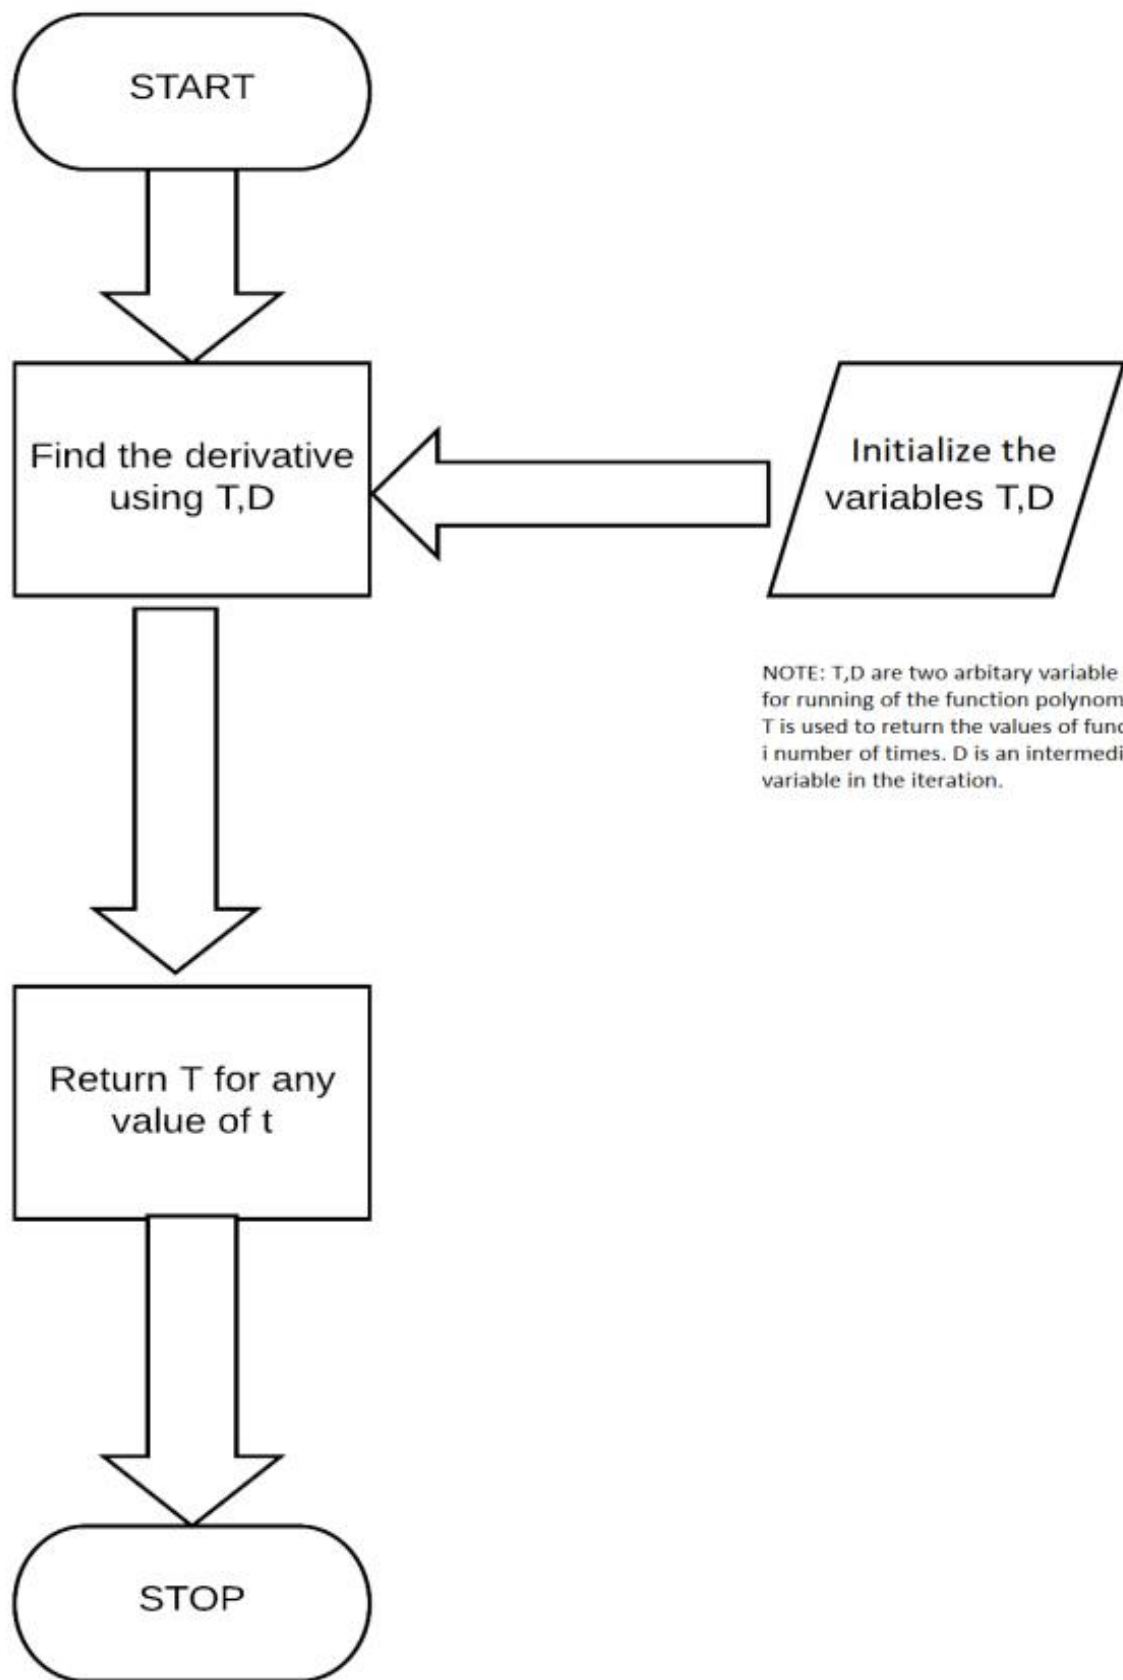 START
Find the derivative
using T,D
Initialize the
variables T,D
NOTE: T,D are two arbitary variable
for running of the function polynom
T is used to return the values of func
i number of times. D is an intermedi
variable in the iteration.
Return T for any
value of t
STOP